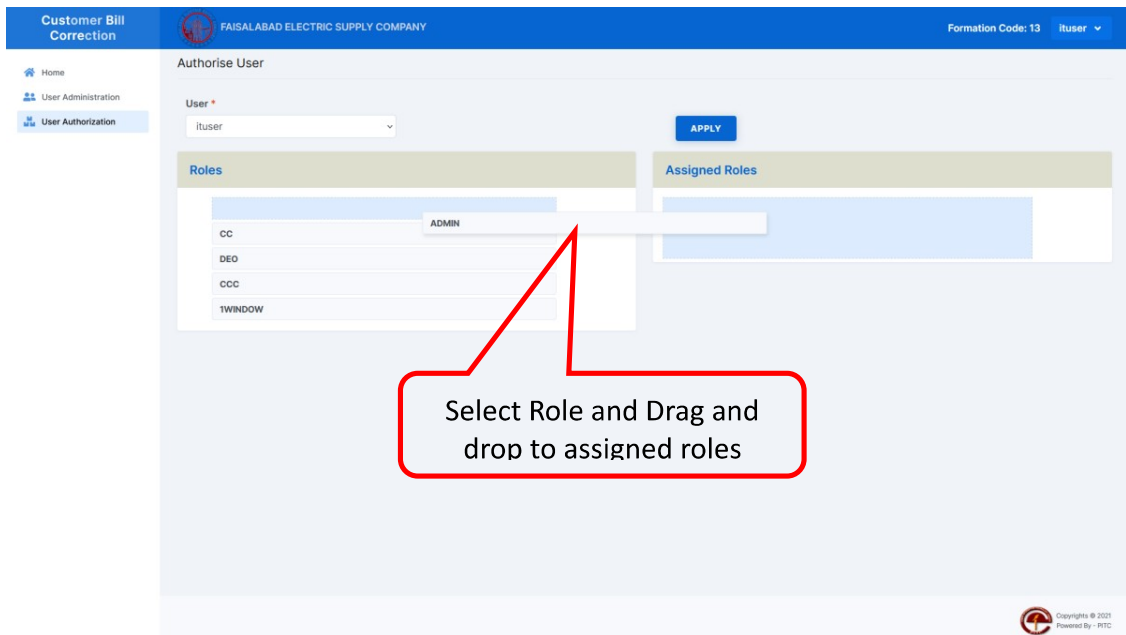 Customer Bill
Correction
FAISALABAD ELECTRIC SUPPLY COMPANY
Formation Code: 13
ituser
Home
User Administration
User Authorization
Authorise User
User *
ituser
APPLY
Roles
Assigned Roles
ADMIN
CC
DEO
CCC
1WINDOW
Select Role and Drag and
drop to assigned roles
Copyrights © 2021
Powered By - PITC